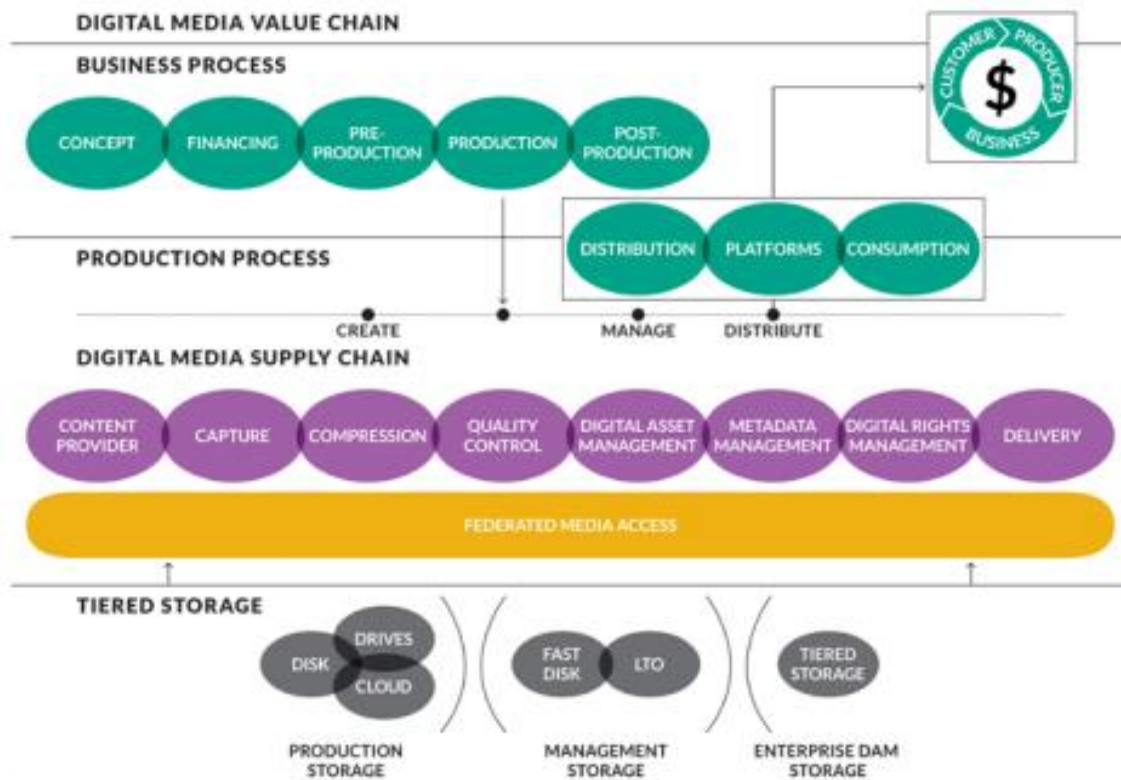 DIGITAL MEDIA VALUE CHAIN
CUSTOMER
PRODUCER
BUSINESS
$
BUSINESS PROCESS
CONCEPT
FINANCING
PRE-
PRODUCTION
PRODUCTION
POST-
PRODUCTION
DISTRIBUTION
PLATFORMS
CONSUMPTION
PRODUCTION PROCESS
CREATE
MANAGE
DISTRIBUTE
DIGITAL MEDIA SUPPLY CHAIN
CONTENT
PROVIDER
CAPTURE
COMPRESSION
QUALITY
CONTROL
DIGITAL ASSET
MANAGEMENT
METADATA
MANAGEMENT
DIGITAL RIGHTS
MANAGEMENT
DELIVERY
FEDERATED MEDIA ACCESS
TIERED STORAGE
DISK
DRIVES
CLOUD
FAST
DISK
LTO
TIERED
STORAGE
PRODUCTION
STORAGE
MANAGEMENT
STORAGE
ENTERPRISE DAM
STORAGE